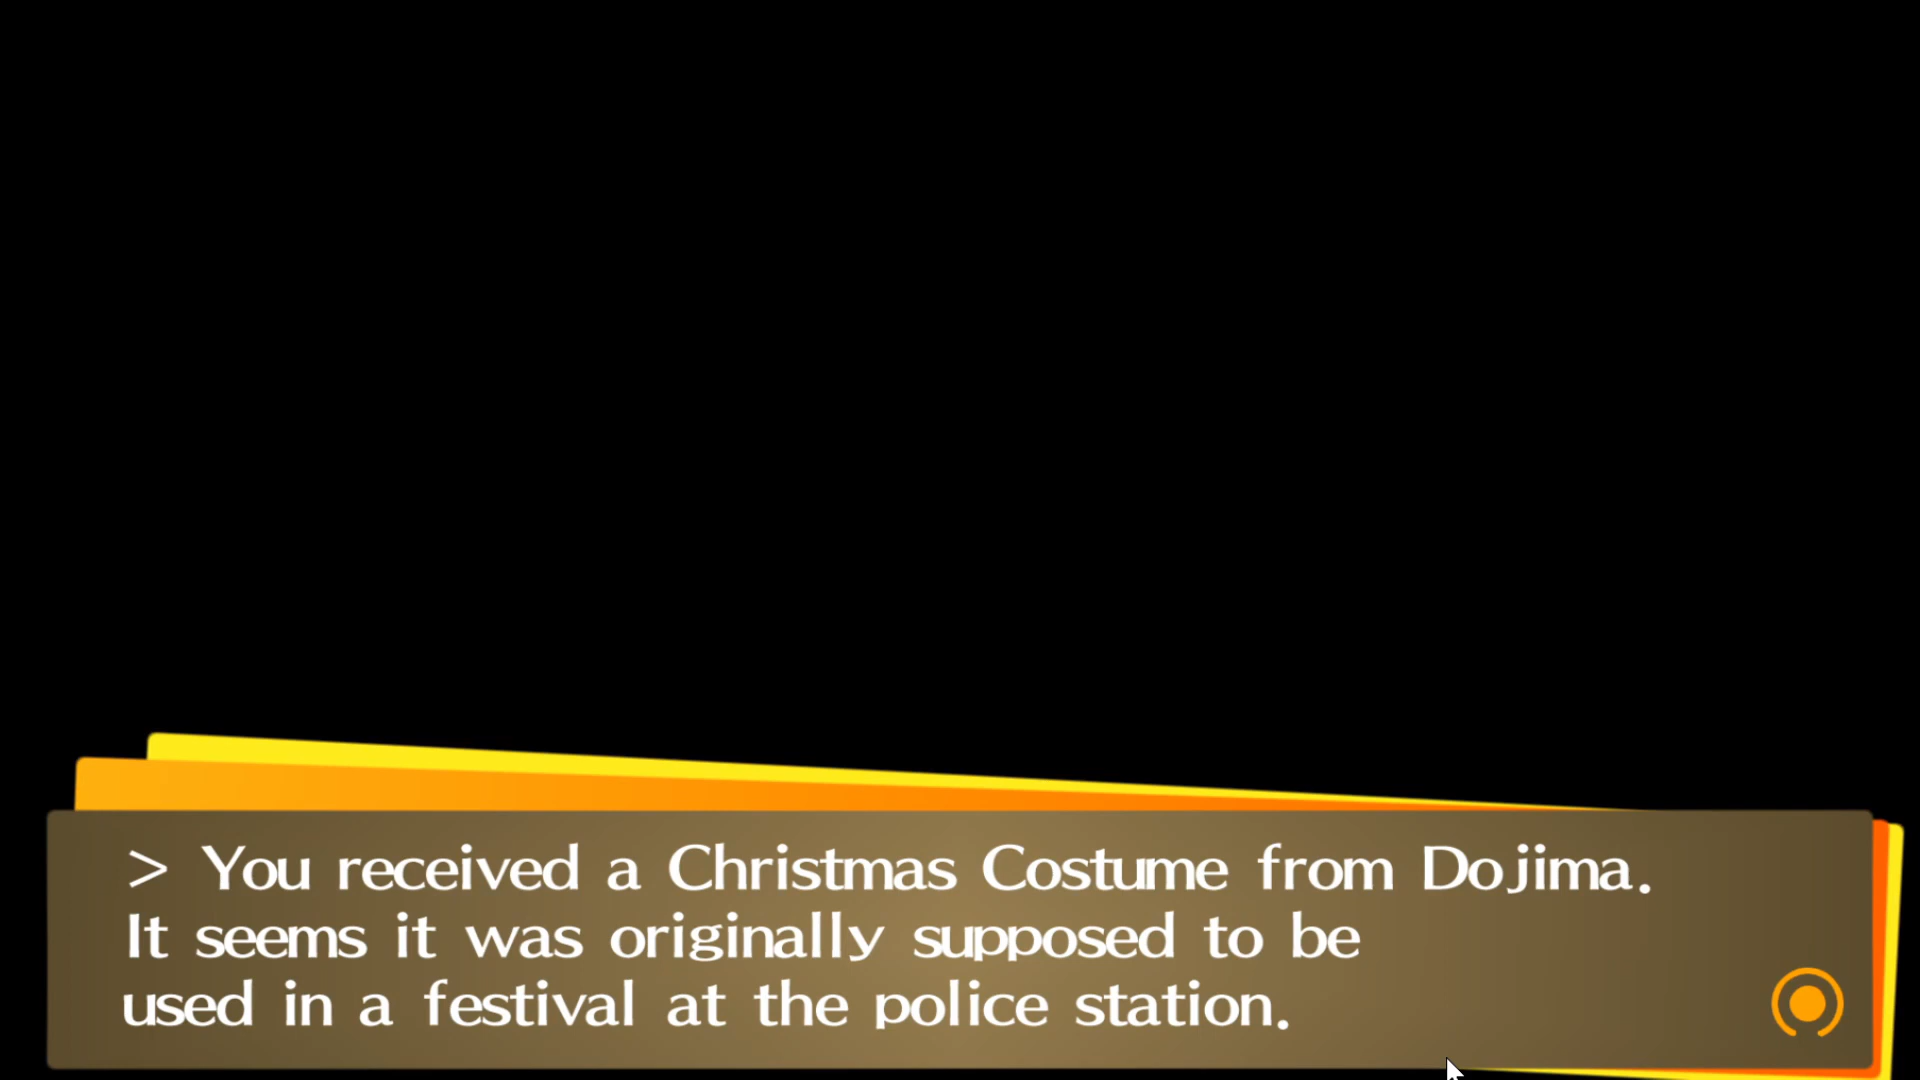 > You received a Christmas Costume from Dojima.
It seems it was originally supposed to be
used in a festival at the police station.